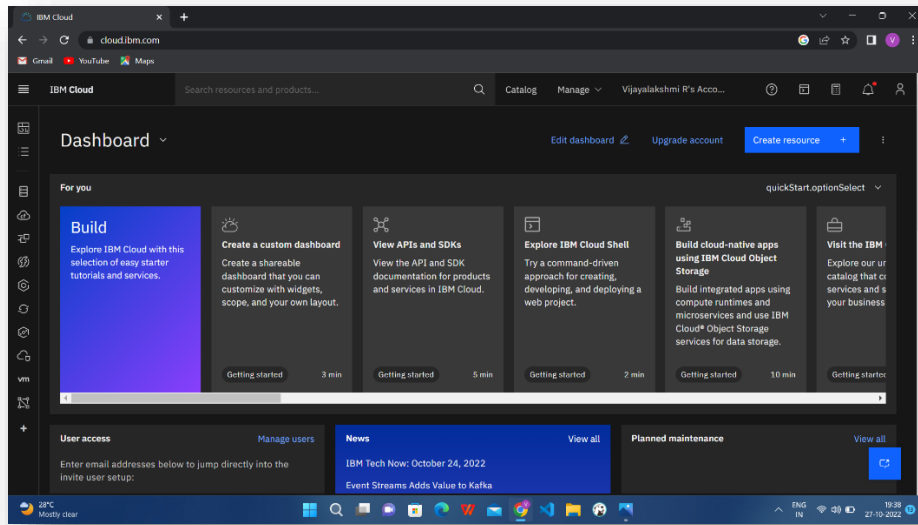 IBM Cloud
cloud.ibm.com
V
Gmail YouTube Maps
IBM Cloud
Search resources and products...
Catalog
Manage
Vijayalakshmi R's Acco...
Dashboard
Edit dashboard
Upgrade account
Create resource +
For you
quickStart.optionSelect
Build
Explore IBM Cloud with this
selection of easy starter
tutorials and services.
Create a custom dashboard
Create a shareable
dashboard that you can
customize with widgets,
scope, and your own layout.
Getting started 3 min
View APIs and SDKs
View the API and SDK
documentation for products
and services in IBM Cloud.
Getting started 5 min
Explore IBM Cloud Shell
Try a command-driven
approach for creating,
developing, and deploying a
web project.
Getting started 2 min
Build cloud-native apps
using IBM Cloud Object
Storage
Build integrated apps using
compute runtimes and
microservices and use IBM
Cloud® Object Storage
services for data storage.
Getting started 10 min
Visit the IBM
Explore our
catalog that
services and
your business
Getting started
vm
User access
Manage users
Enter email addresses below to jump directly into the
invite user setup:
News
View all
IBM Tech Now: October 24, 2022
Event Streams Adds Value to Kafka
Planned maintenance
View all
28°C
Mostly clear
ENG
IN
19:38
27-10-2022